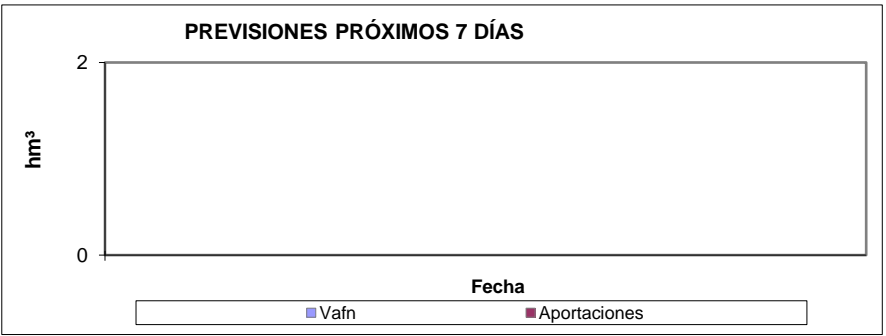 PREVISIONES PRÓXIMOS 7 DÍAS
2
hm³
0
Fecha
Vafn Aportaciones